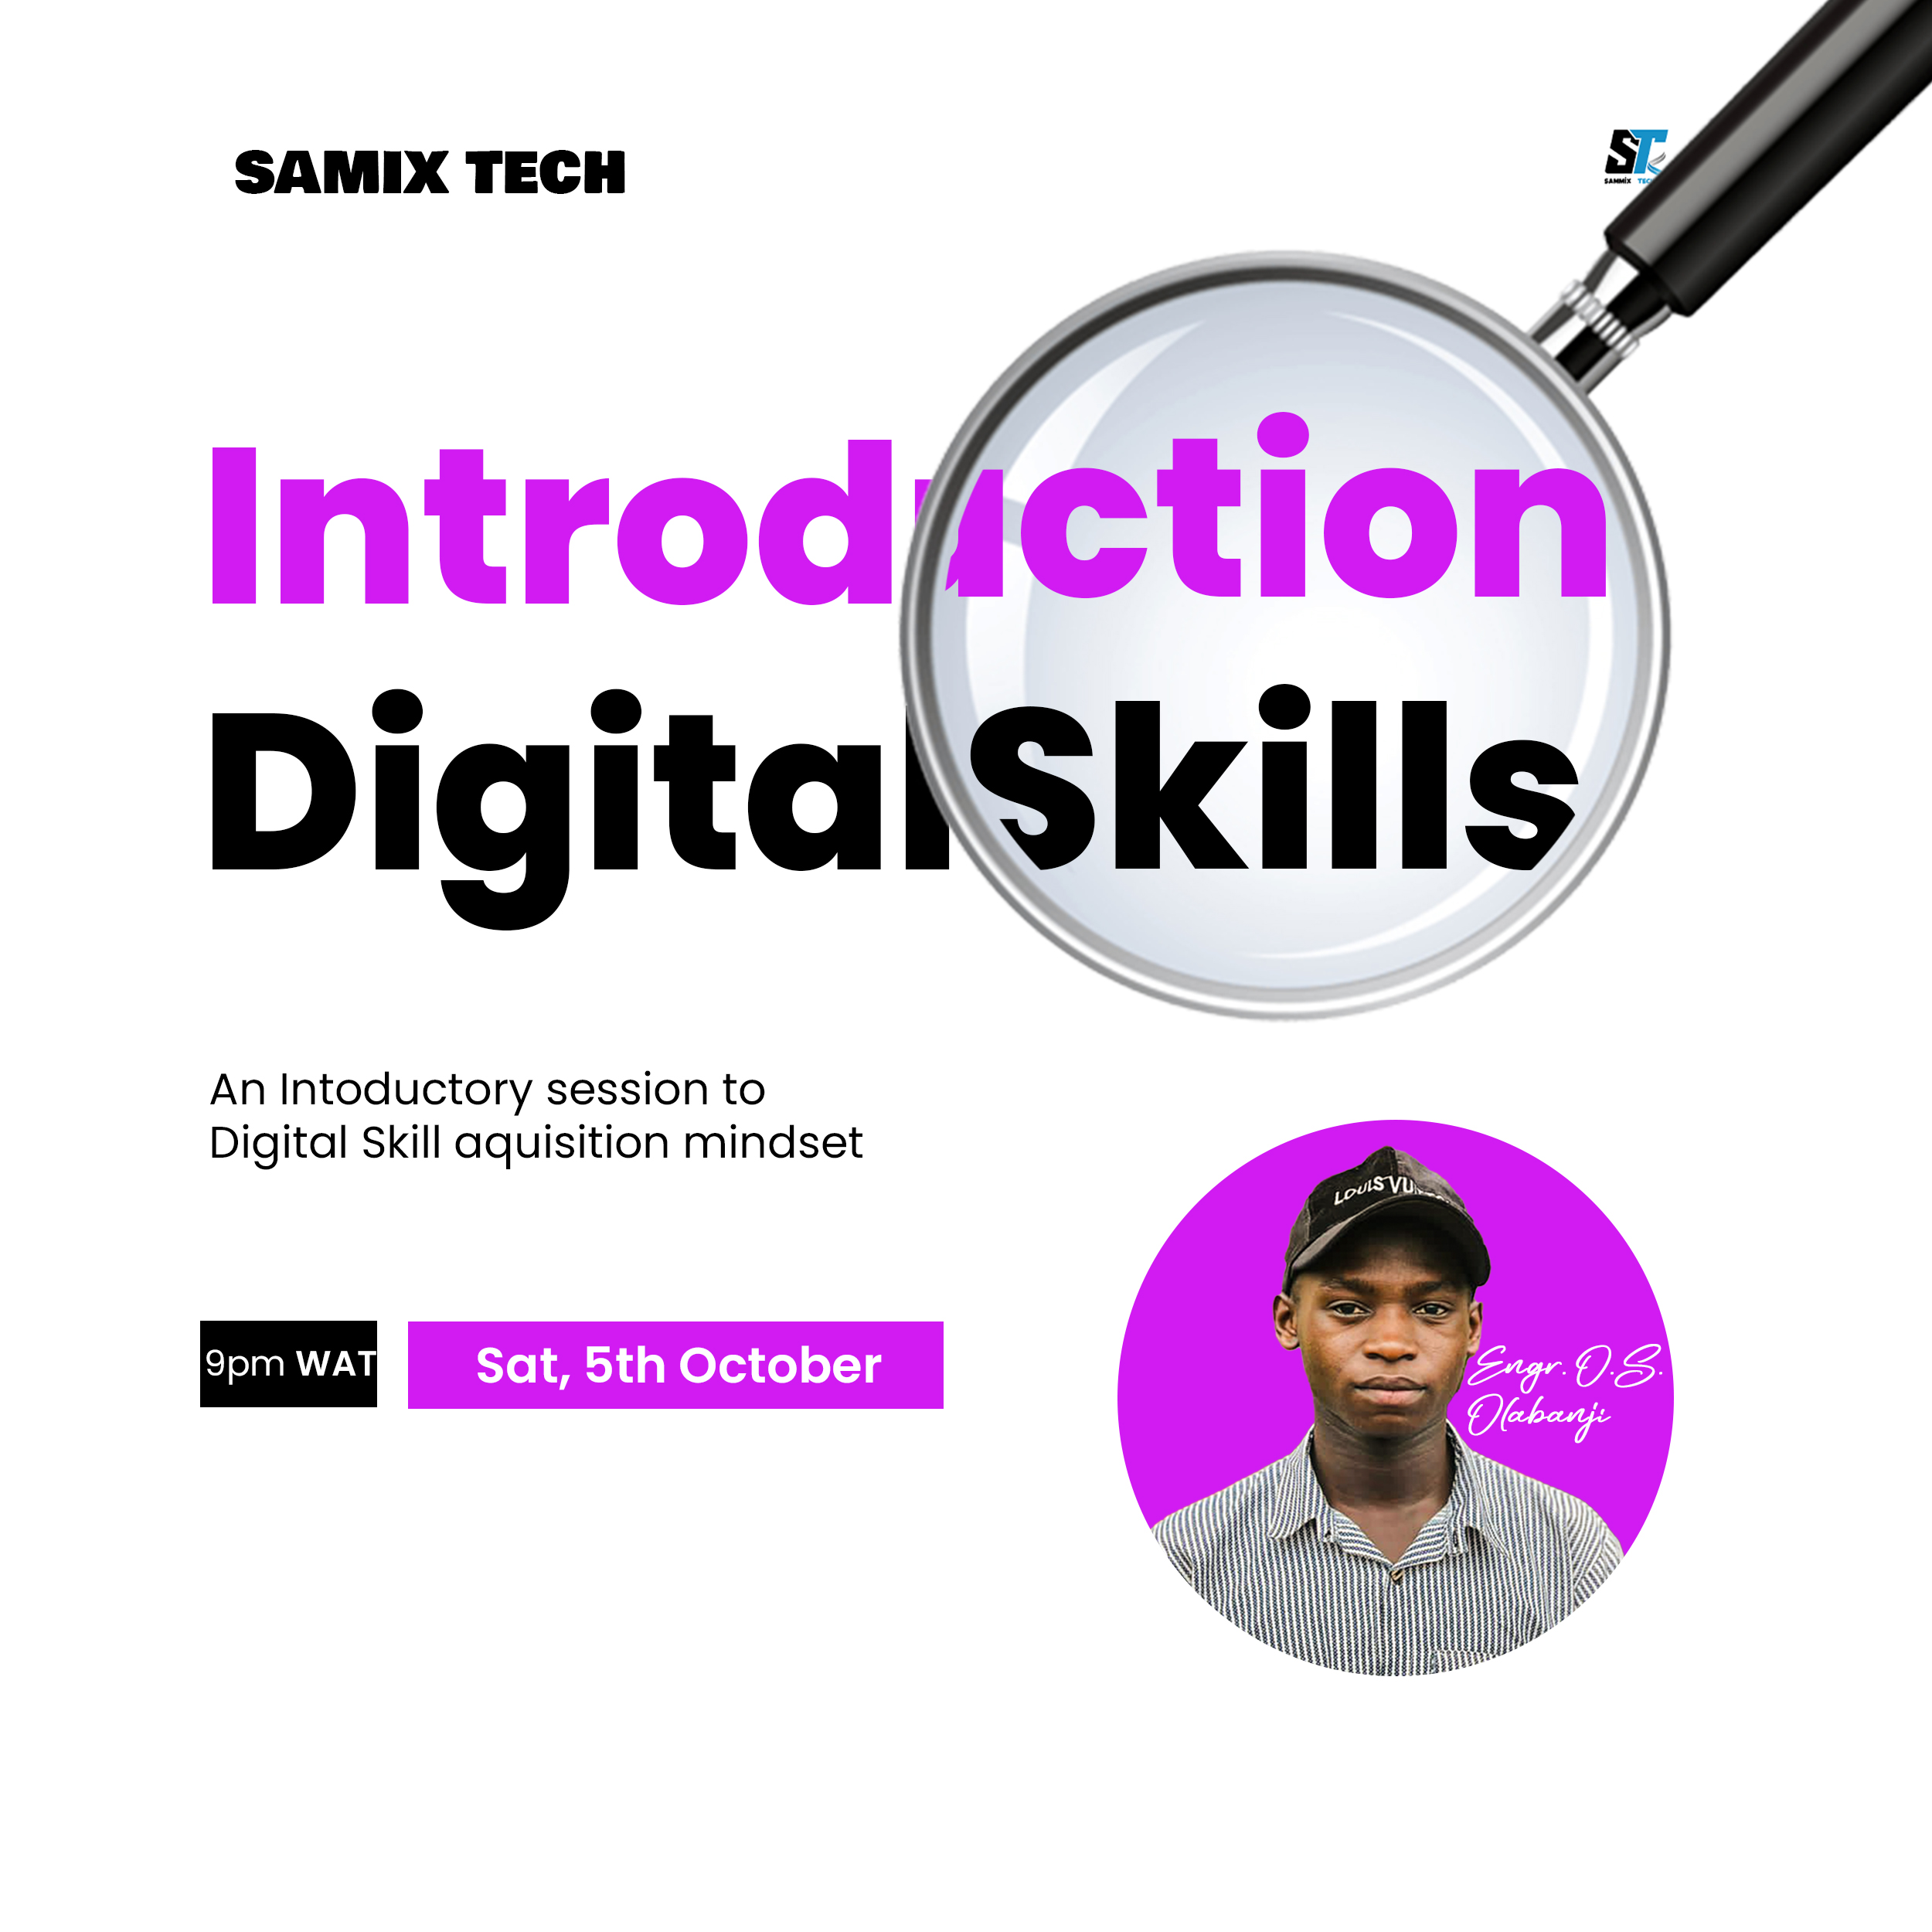 SAMIX TECH
ST
SAMMIX TECH
Introduction
Digital Skills
An Intoductory session to
Digital Skill aquisition mindset
9pm WAT
Sat, 5th October
LOUIS VUITTON
Engr. O.S.
Olabanji